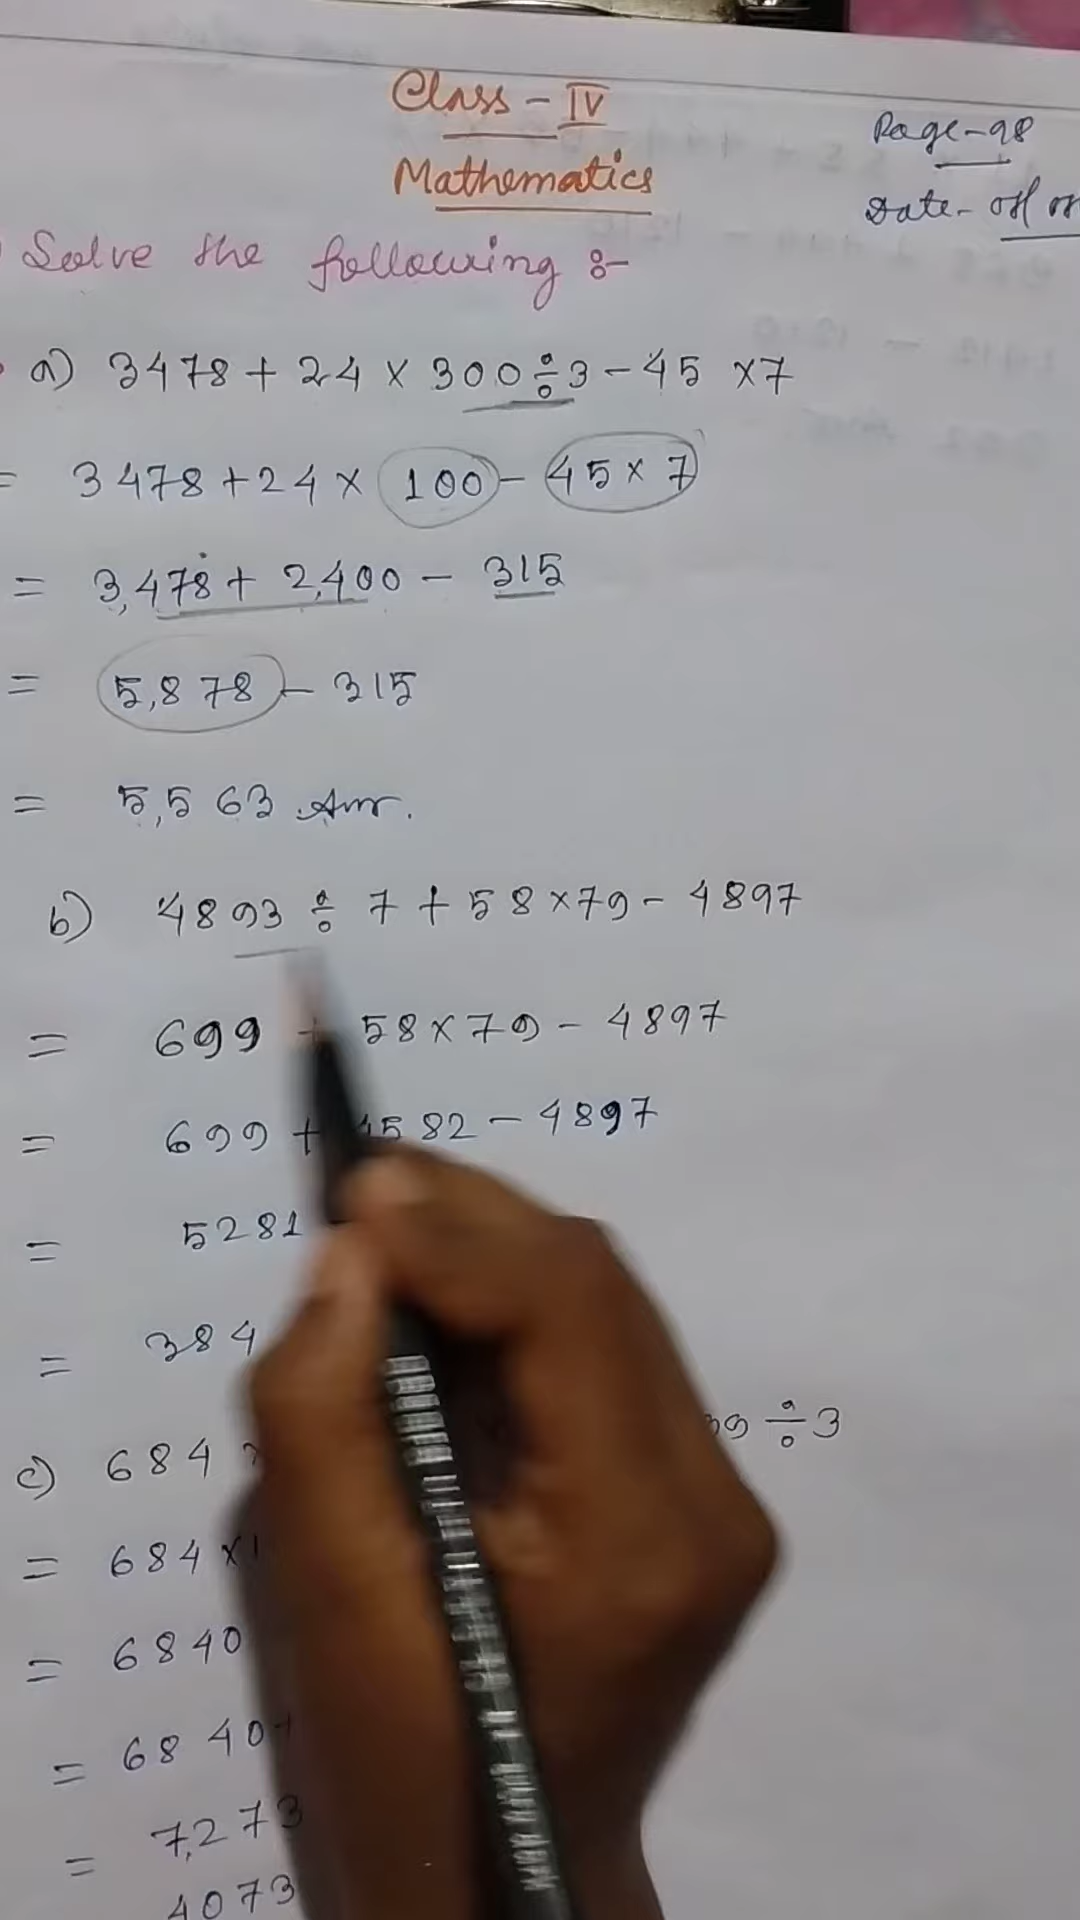 Class - IV
Mathematics
Page - 98
Date -
Solve the following :-
a) 3478 + 24 × 300 ÷ 3 - 45 × 7
= 3478 + 24 × 100 - 45 × 7
= 3,478 + 2,400 - 315
= 5,878 - 315
= 5,563 Ans.
b) 4893 ÷ 7 + 58 × 79 - 4897
= 699 + 58 × 79 - 4897
= 699 + 4582 - 4897
= 5281
= 384
c) 684 ÷ 3
= 684 ×
= 6840
= 6840
= 7,273
4073